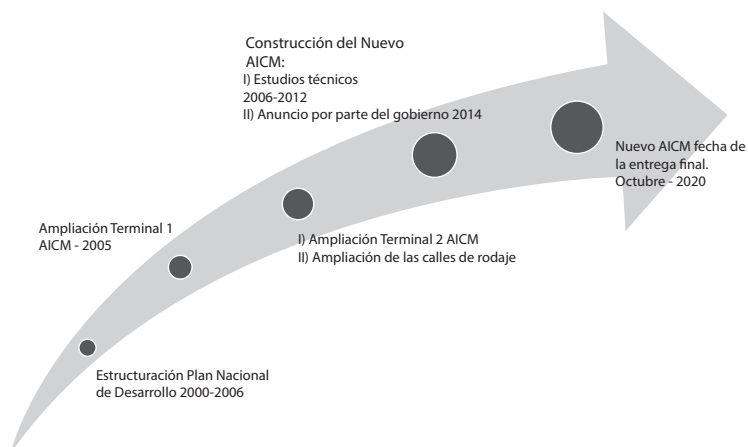 Construcción del Nuevo
AICM:
I) Estudios técnicos
2006-2012
II) Anuncio por parte del gobierno 2014
Nuevo AICM fecha de
la entrega final.
Octubre - 2020
Ampliación Terminal 1
AICM - 2005
I) Ampliación Terminal 2 AICM
II) Ampliación de las calles de rodaje
Estructuración Plan Nacional
de Desarrollo 2000-2006